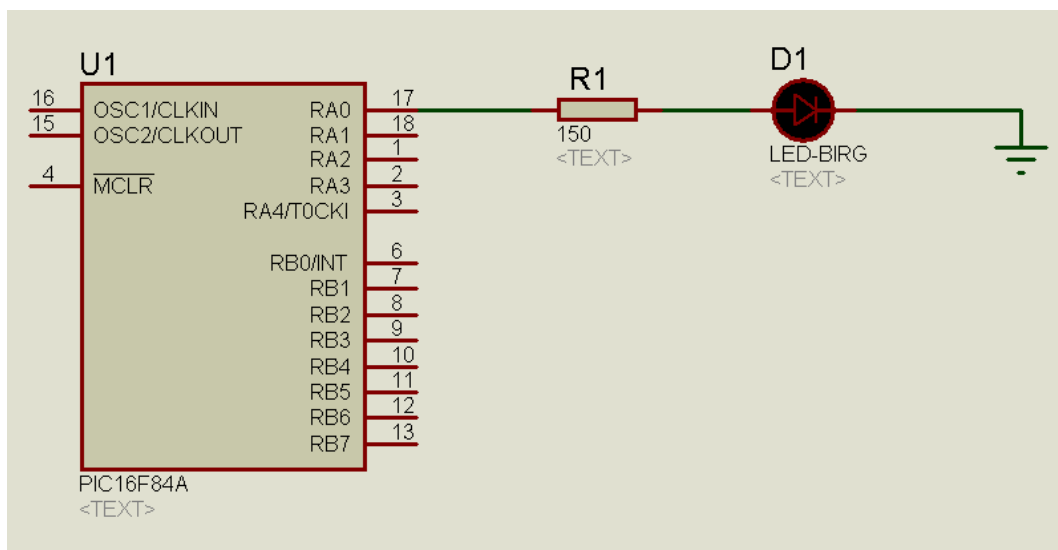 U1
16 OSC1/CLKIN RA0 17
15 OSC2/CLKOUT RA1 18
RA2 1
4 MCLR RA3 2
RA4/T0CKI 3
RB0/INT 6
RB1 7
RB2 8
RB3 9
RB4 10
RB5 11
RB6 12
RB7 13
PIC16F84A
<TEXT>
R1
150
<TEXT>
D1
LED-BIRG
<TEXT>